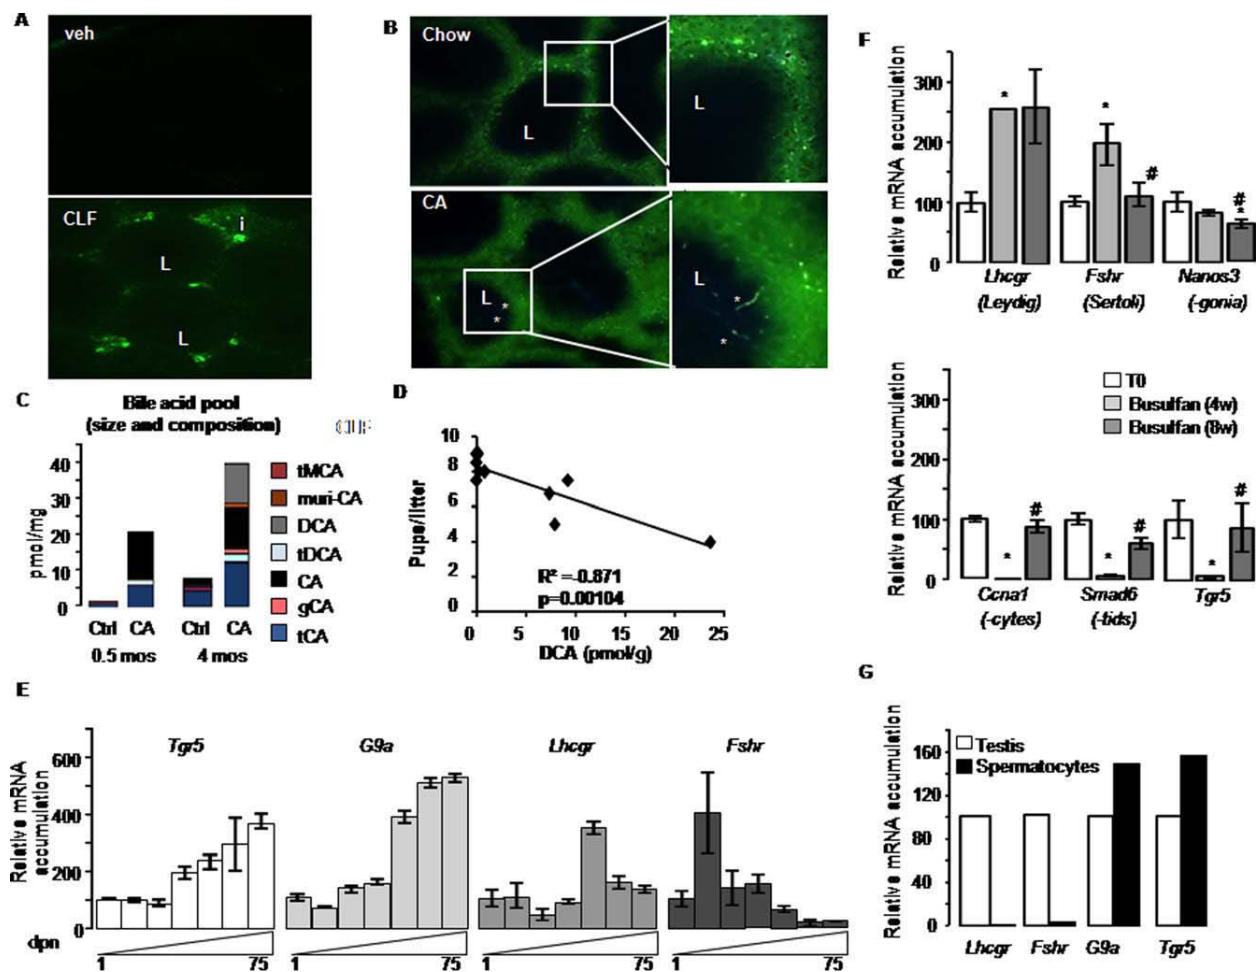 A
veh
CLF
i
L
L
B
Chow
L
L
CA
L
*
*
L
*
*
C
Bile acid pool
(size and composition)
pmol/mg
40
30
20
10
0
Ctrl
CA
Ctrl
CA
0.5 mos
4 mos
tMCA
muri-CA
DCA
tDCA
CA
gCA
tCA
D
Pups/litter
10
8
6
4
2
0
R² =-0.871
p=0.00104
0
5
10
15
20
25
DCA (pmol/g)
E
Relative mRNA
accumulation
600
400
200
0
Tgr5
G9a
Lhcgr
Fshr
dpn
1
75
1
75
1
75
1
75
F
Relative mRNA accumulation
300
200
100
0
*
*
#
#
*
Lhcgr
Fshr
Nanos3
(Leydig)
(Sertoli)
(-gonia)
Relative mRNA accumulation
300
200
100
0
T0
Busulfan (4w)
Busulfan (8w)
*
#
*
#
*
#
Ccna1
Smad6
Tgr5
(-cytes)
(-tids)
G
Relative mRNA accumulation
160
120
80
40
0
Testis
Spermatocytes
Lhcgr
Fshr
G9a
Tgr5